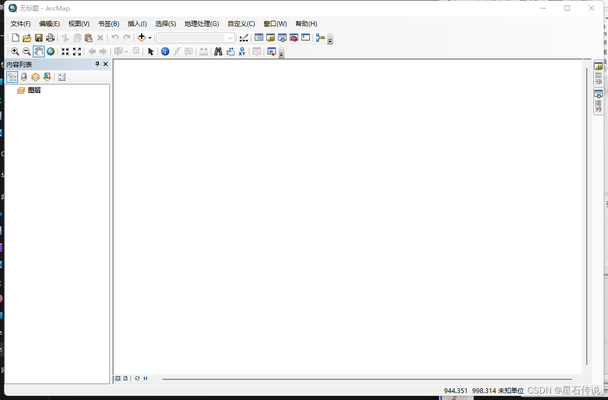 无标题 - ArcMap
文件(F) 编辑(E) 视图(V) 书签(B) 插入(I) 选择(S) 地理处理(G) 自定义(C) 窗口(W) 帮助(H)
内容列表
图层
目录
搜索
944.351 998.314 未知单位
CSDN @星石传说